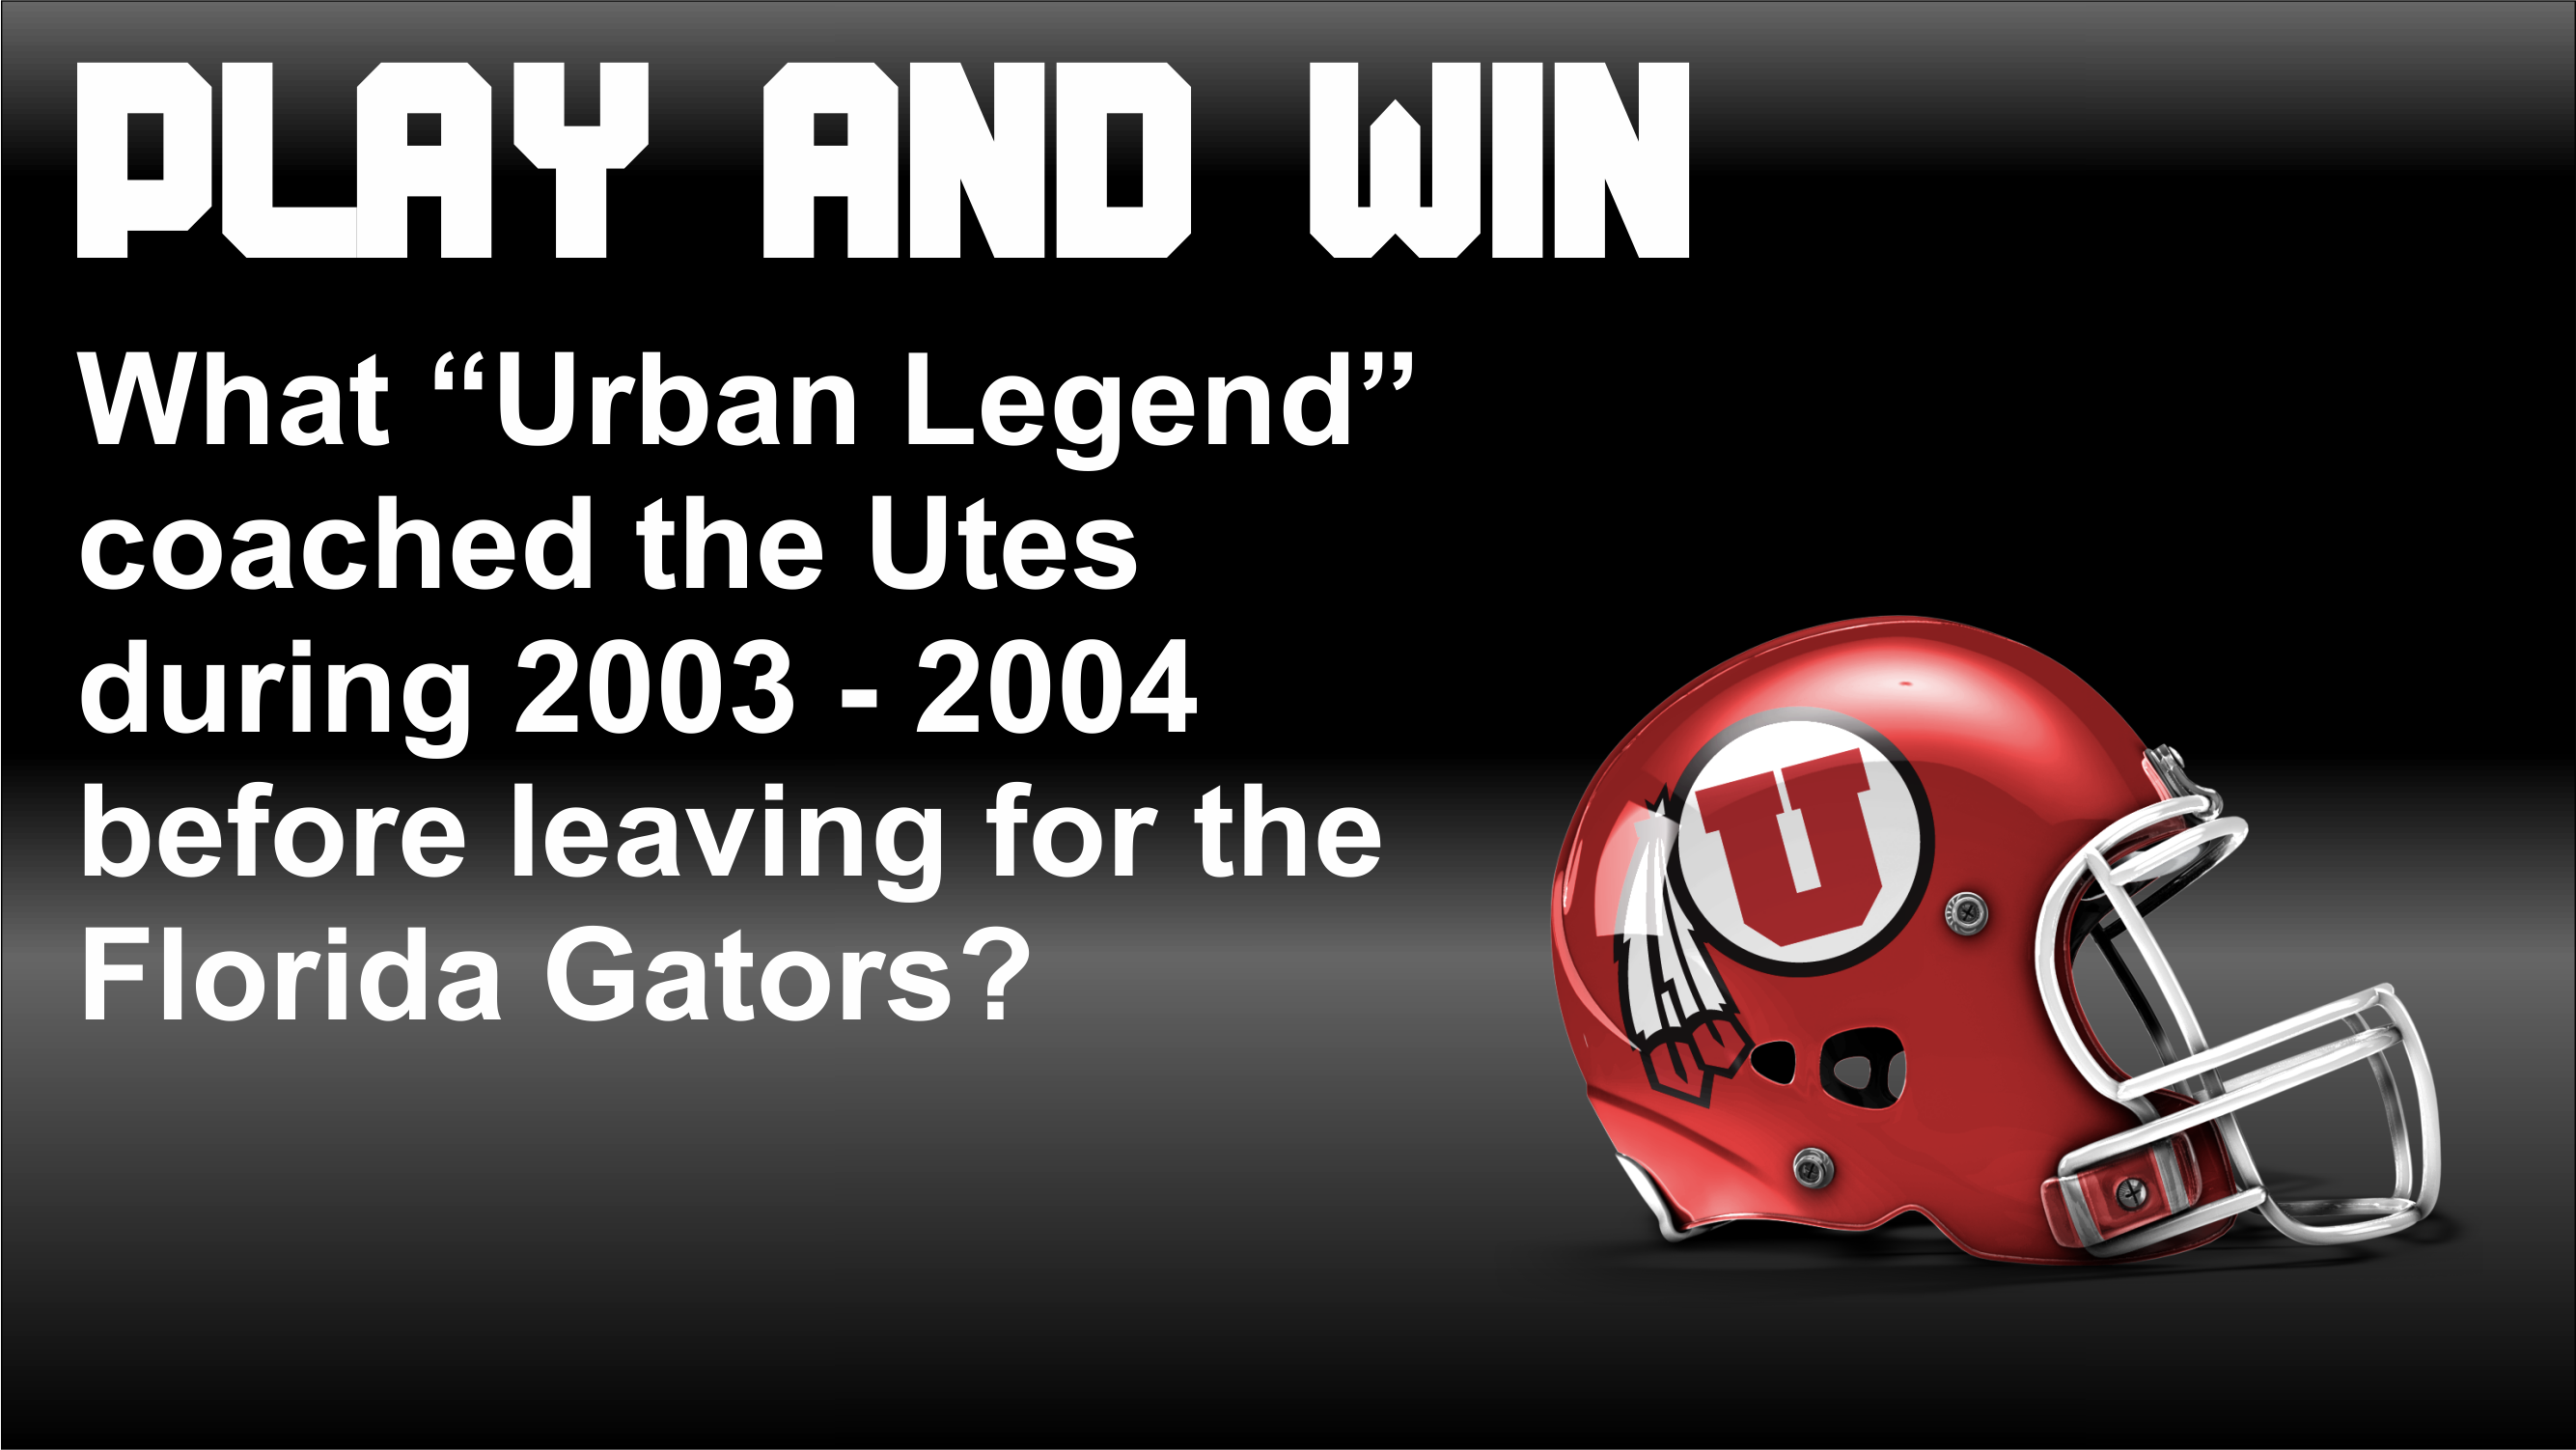 PLAY AND WIN
What “Urban Legend”
coached the Utes
during 2003 - 2004
before leaving for the
Florida Gators?
U